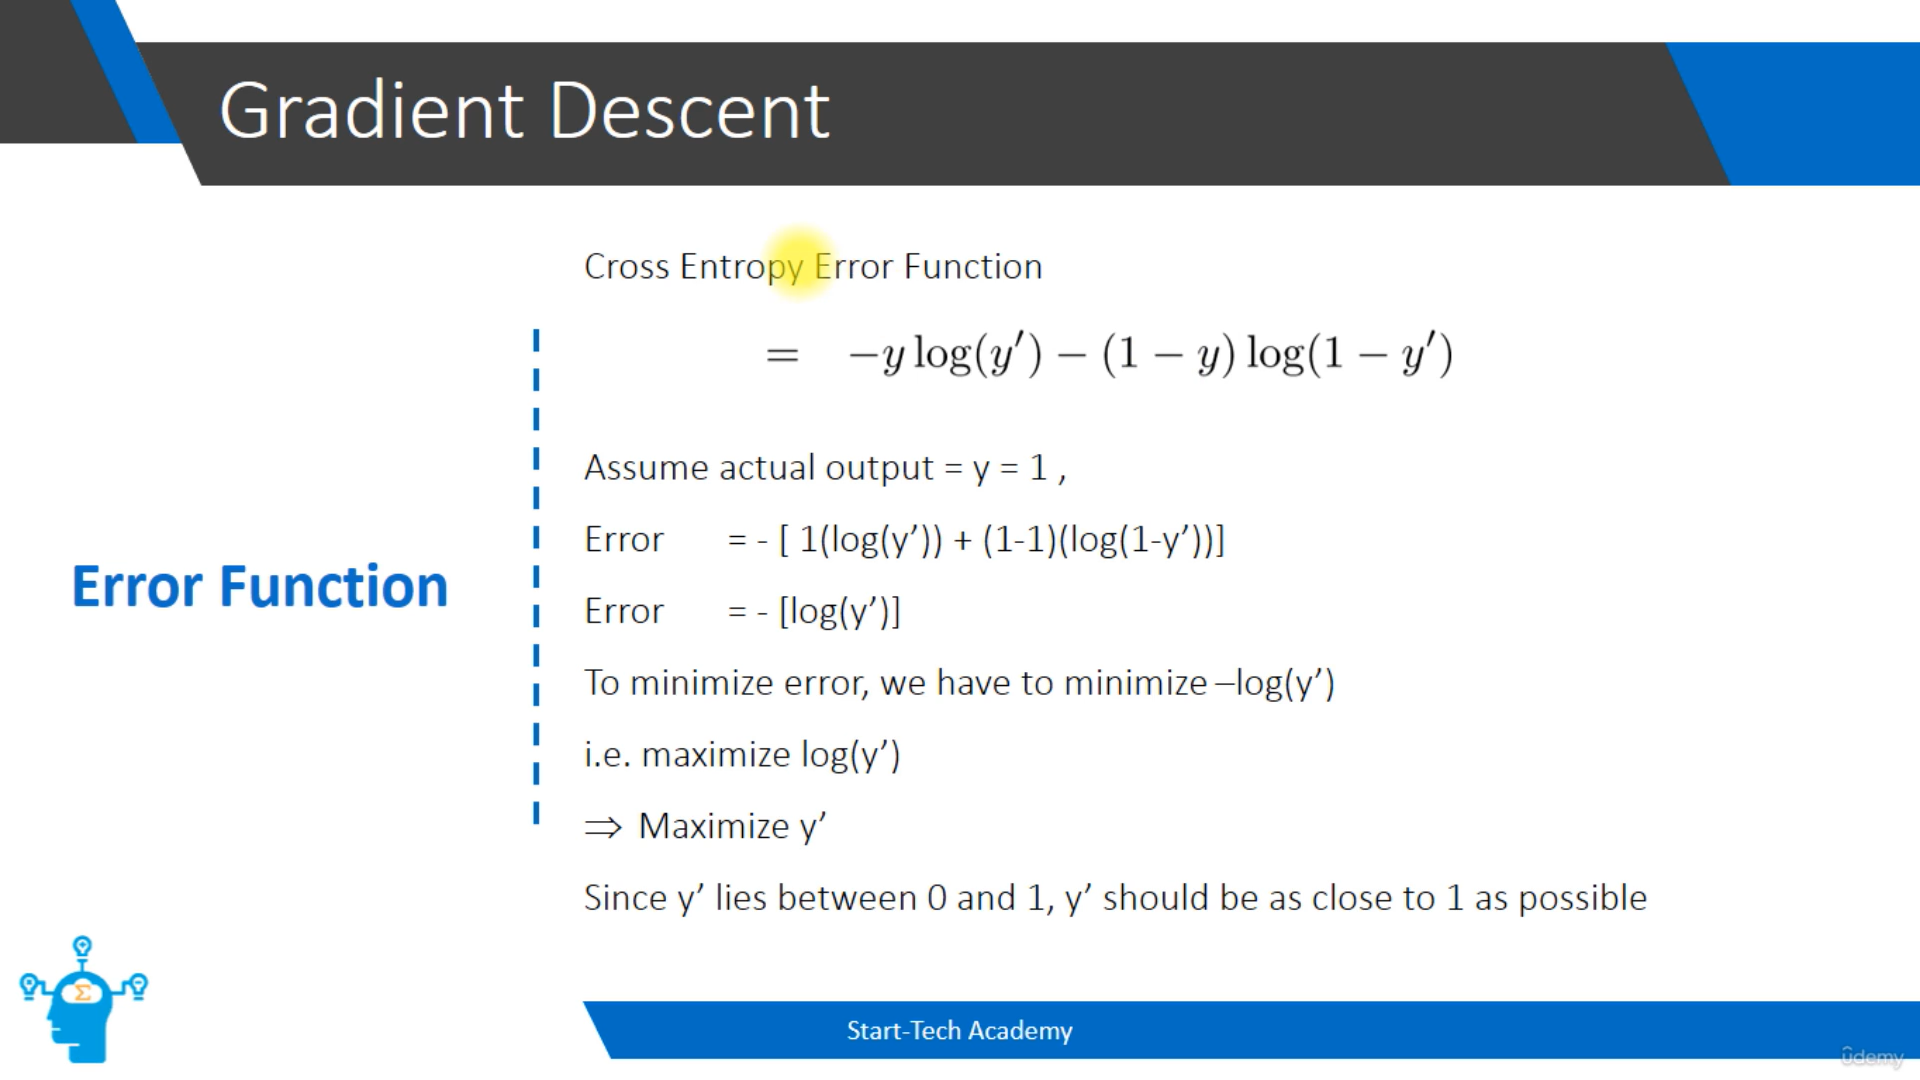 Gradient Descent
Cross Entropy Error Function
= −y log(y′) − (1 − y) log(1 − y′)
Assume actual output = y = 1 ,
Error = - [ 1(log(y’)) + (1-1)(log(1-y’))]
Error Function
Error = - [log(y’)]
To minimize error, we have to minimize –log(y’)
i.e. maximize log(y’)
⇒ Maximize y’
Since y’ lies between 0 and 1, y’ should be as close to 1 as possible
Σ
Start-Tech Academy
ûdemy